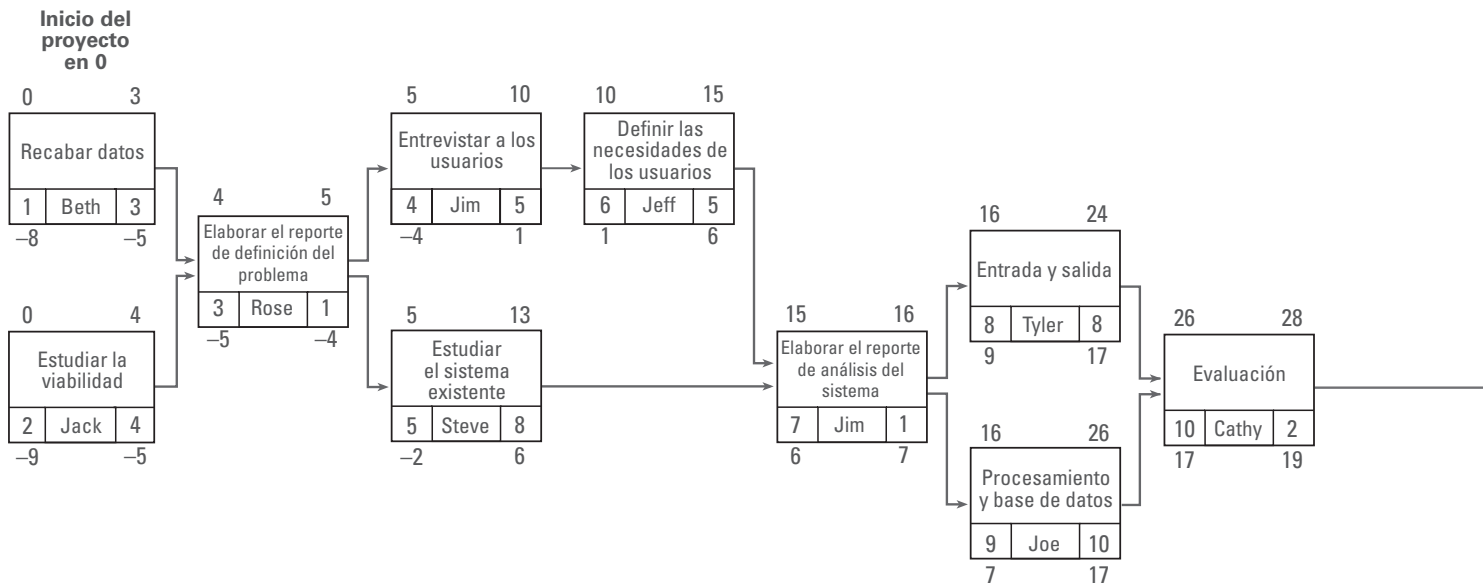 Inicio del
proyecto
en 0
0 3
Recabar datos
1 Beth 3
–8 –5
0 4
Estudiar la
viabilidad
2 Jack 4
–9 –5
4 5
Elaborar el reporte
de definición del
problema
3 Rose 1
–5 –4
5 10
Entrevistar a los
usuarios
4 Jim 5
–4 1
5 13
Estudiar
el sistema
existente
5 Steve 8
–2 6
10 15
Definir las
necesidades de
los usuarios
6 Jeff 5
1 6
15 16
Elaborar el reporte
de análisis del
sistema
7 Jim 1
6 7
16 24
Entrada y salida
8 Tyler 8
9 17
16 26
Procesamiento
y base de datos
9 Joe 10
7 17
26 28
Evaluación
10 Cathy 2
17 19